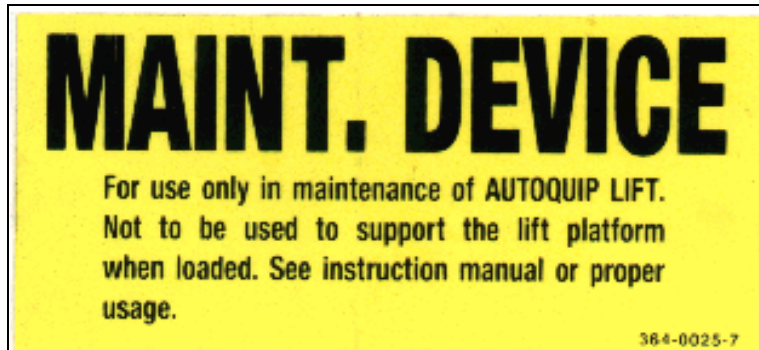 MAINT. DEVICE
For use only in maintenance of AUTOQUIP LIFT.
Not to be used to support the lift platform
when loaded. See instruction manual or proper
usage.
364-0025-7